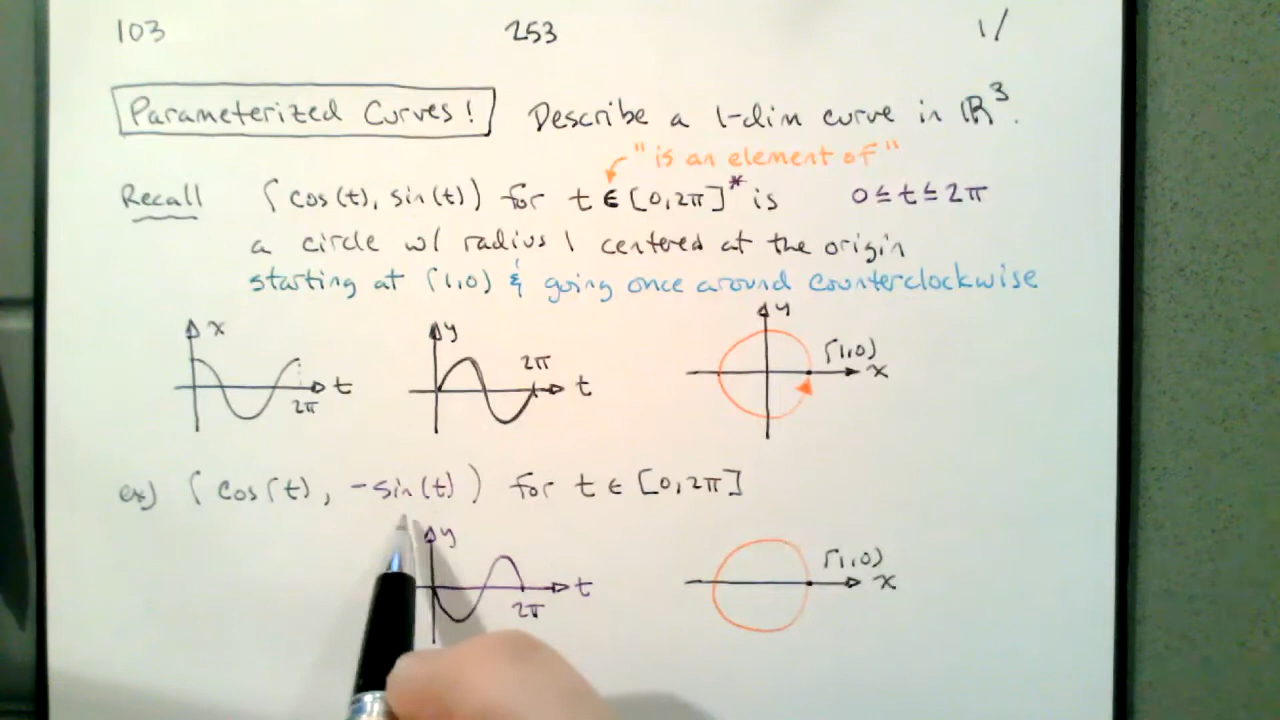 103 253 1/
Parameterized Curves! Describe a 1-dim curve in ℝ³.
"is an element of"
Recall (cos(t), sin(t)) for t ∈ [0,2π]* is 0 ≤ t ≤ 2π
a circle w/ radius 1 centered at the origin
starting at (1,0) & going once around counterclockwise
x t 2π
y 2π t
y (1,0) x
ex) (cos(t), -sin(t)) for t ∈ [0,2π]
y t 2π
(1,0) x